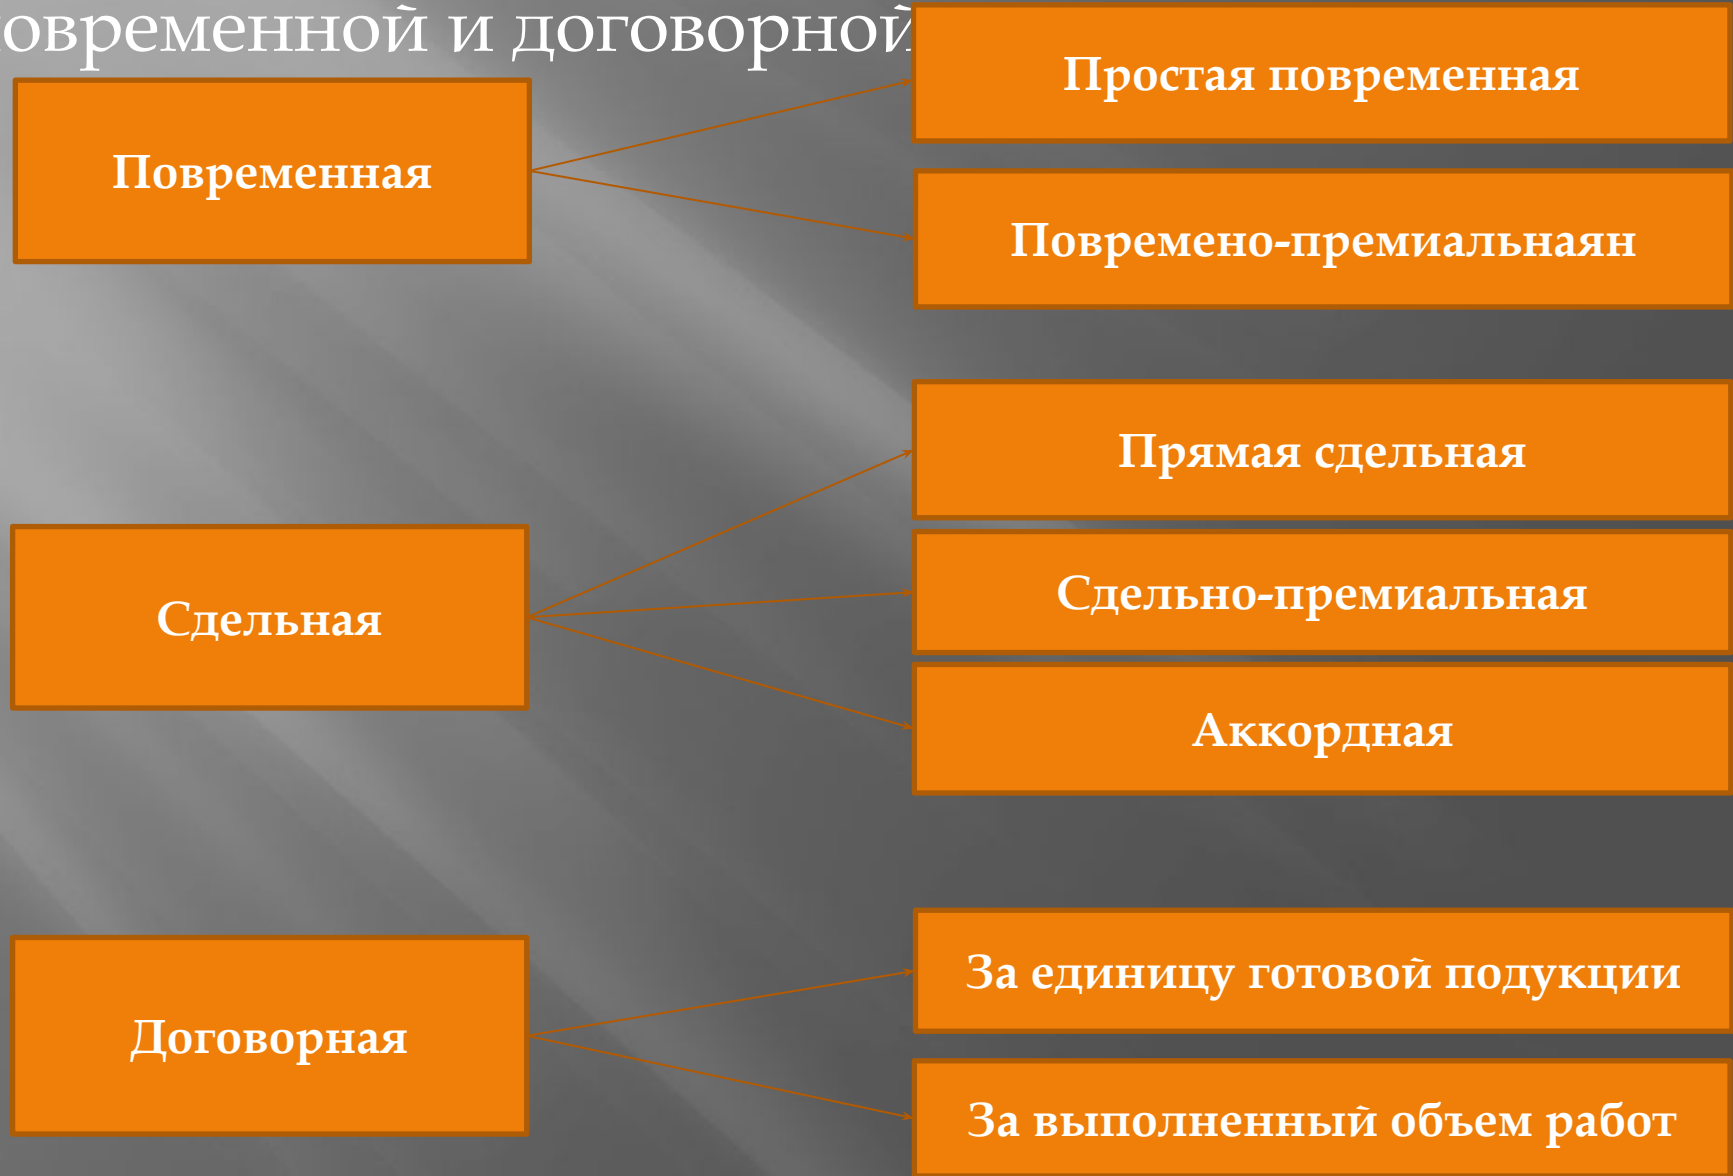 овременной и договорной
Простая повременная
Повременная
Повремено-премиальнаян
Прямая сдельная
Сдельная
Сдельно-премиальная
Аккордная
Договорная
За единицу готовой подукции
За выполненный объем работ